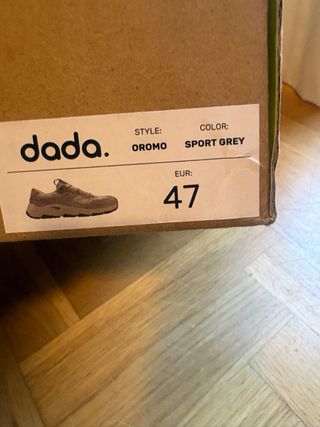 dada.
STYLE:
OROMO
COLOR:
SPORT GREY
EUR:
47